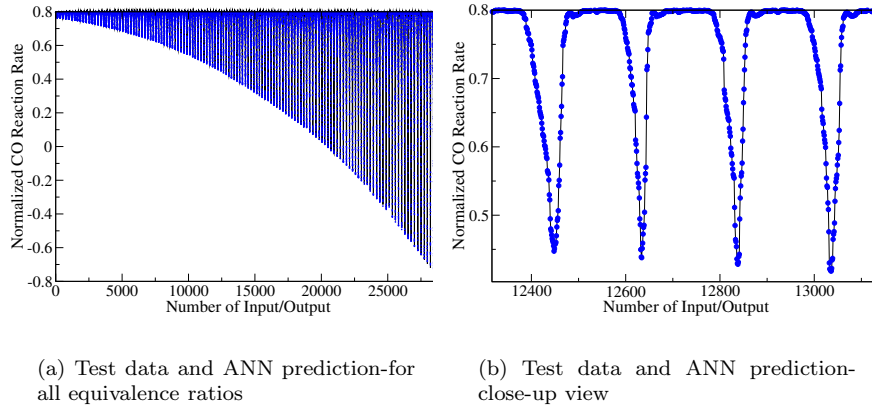 0.8
0.6
0.4
0.2
0
-0.2
-0.4
-0.6
-0.8
Normalized CO Reaction Rate
0 5000 10000 15000 20000 25000
Number of Input/Output
0.8
0.7
0.6
0.5
Normalized CO Reaction Rate
12400 12600 12800 13000
Number of Input/Output
(a) Test data and ANN prediction-for
all equivalence ratios
(b) Test data and ANN prediction-
close-up view